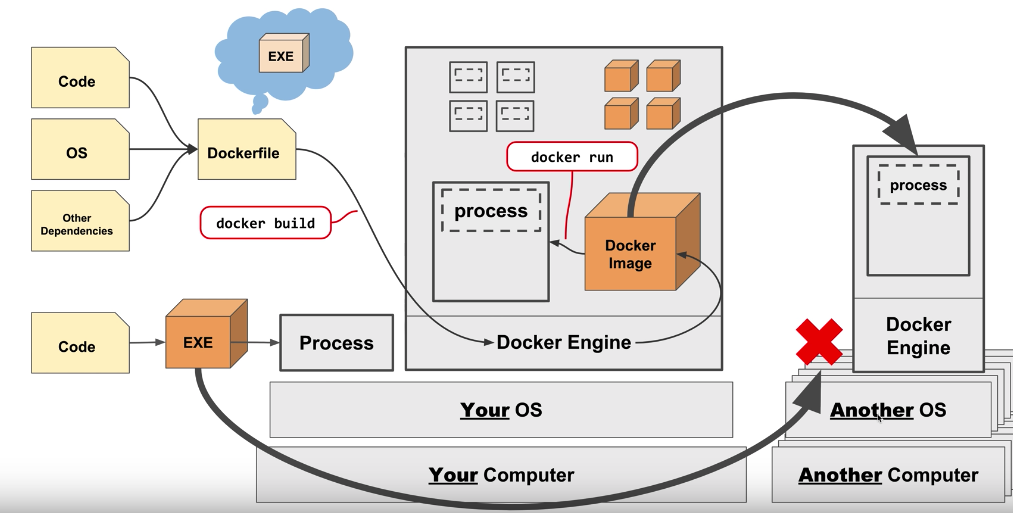 EXE
Code
OS
Other
Dependencies
Dockerfile
docker build
docker run
process
Docker
Image
Docker Engine
process
Docker
Engine
Code
EXE
Process
Your OS
Another OS
Your Computer
Another Computer